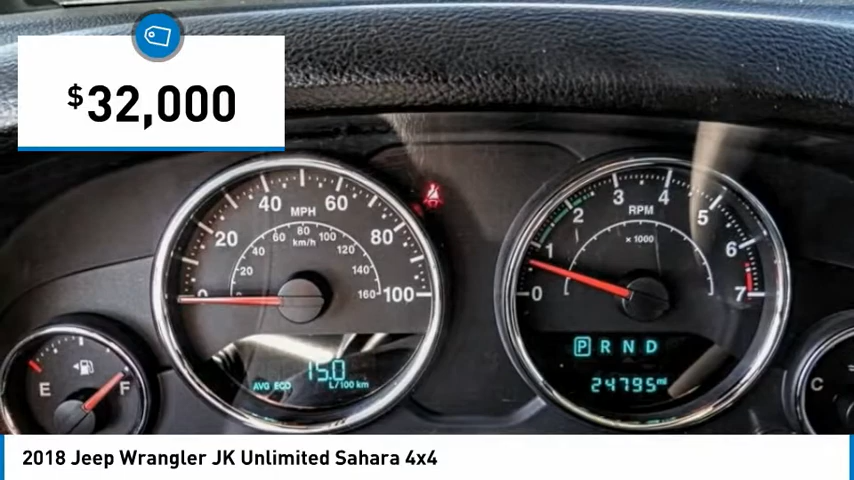 $32,000
MPH
0 20 40 60 80 100
20 40 60 80 100 120 140 160
km/h
15.0
AVG ECO L/100 km
RPM
x 1000
0 1 2 3 4 5 6 7
P R N D
24795 mi
E F
C
2018 Jeep Wrangler JK Unlimited Sahara 4x4